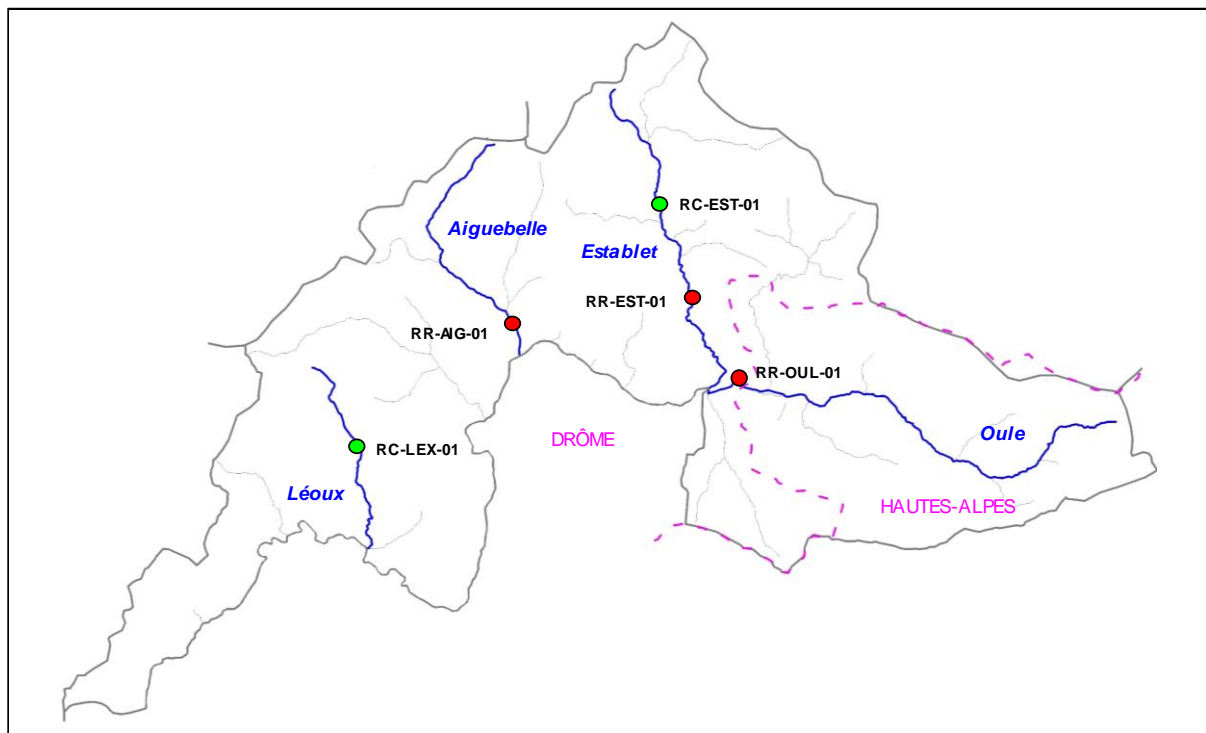 RC-EST-01
Aiguebelle
Establet
RR-EST-01
RR-AIG-01
RR-OUL-01
DRÔME
Oule
RC-LEX-01
Léoux
HAUTES-ALPES